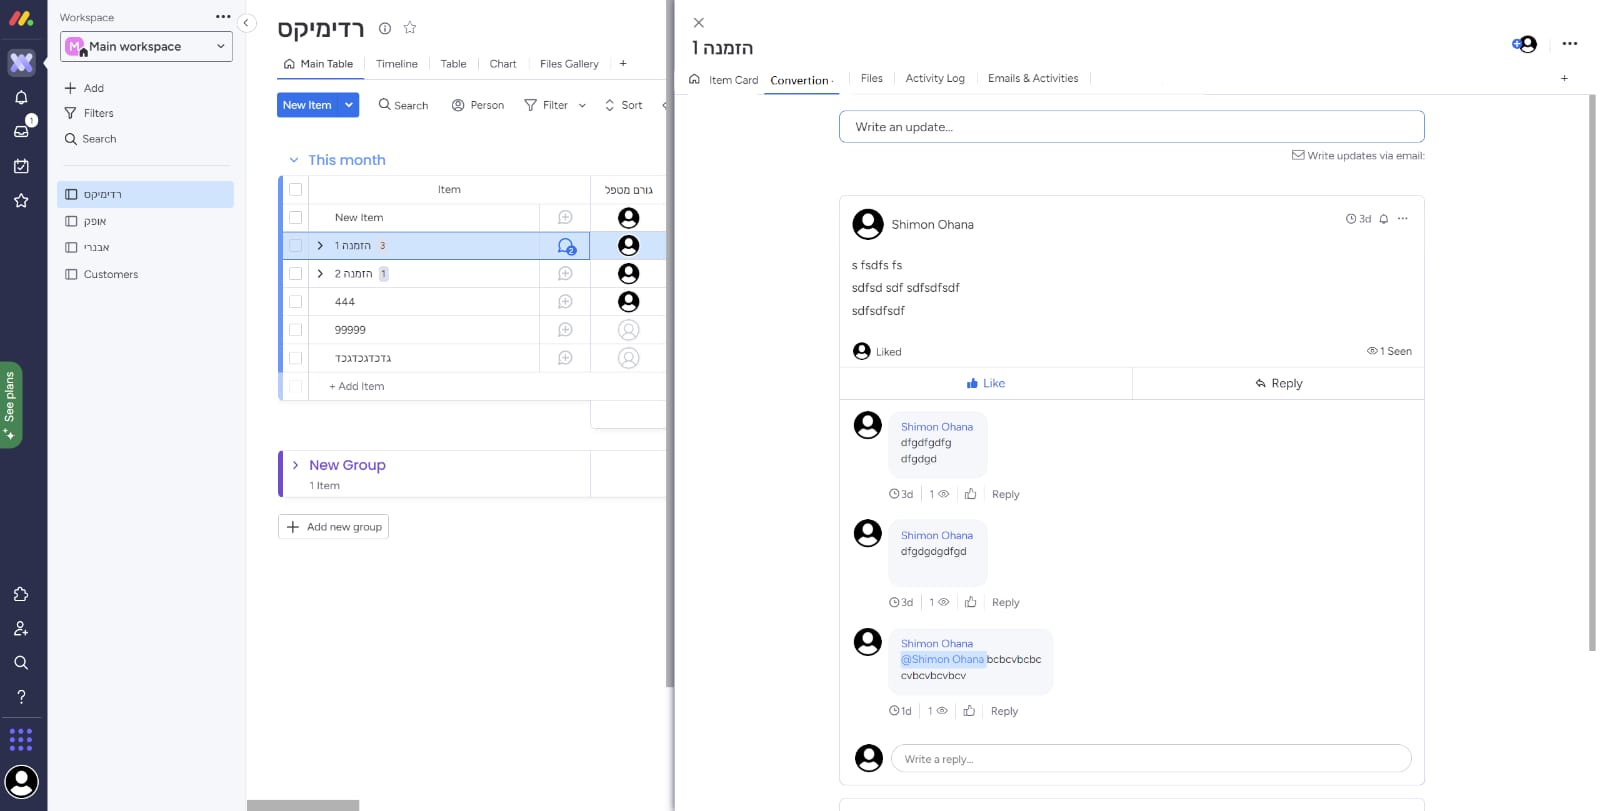 Workspace
M Main workspace
Add
Filters
Search
רדימיקס
אופק
אבנרי
Customers
1
See plans
רדימיקס
Main Table
Timeline
Table
Chart
Files Gallery
New Item
Search
Person
Filter
Sort
This month
Item
גורם מטפל
New Item
הזמנה 1 3
2
הזמנה 2 1
444
99999
גדכדגכדגכד
+ Add Item
New Group
1 Item
Add new group
הזמנה 1
Item Card
Convertion
Files
Activity Log
Emails & Activities
Write an update...
Write updates via email:
Shimon Ohana
3d
s fsdfs fs
sdfsd sdf sdfsdfsdf
sdfsdfsdf
Liked
1 Seen
Like
Reply
Shimon Ohana
dfgdfgdfg
dfgdgd
3d 1 Reply
Shimon Ohana
dfgdgdgdfgd
3d 1 Reply
Shimon Ohana
@Shimon Ohana bcbcvbcbc
cvbcvbcvbcv
1d 1 Reply
Write a reply...